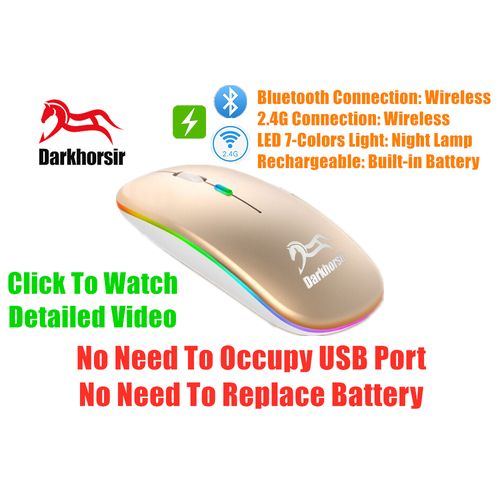 Bluetooth Connection: Wireless
2.4G Connection: Wireless
LED 7-Colors Light: Night Lamp
Rechargeable: Built-in Battery
2.4G
Darkhorsir
Darkhorsir
Click To Watch
Detailed Video
No Need To Occupy USB Port
No Need To Replace Battery